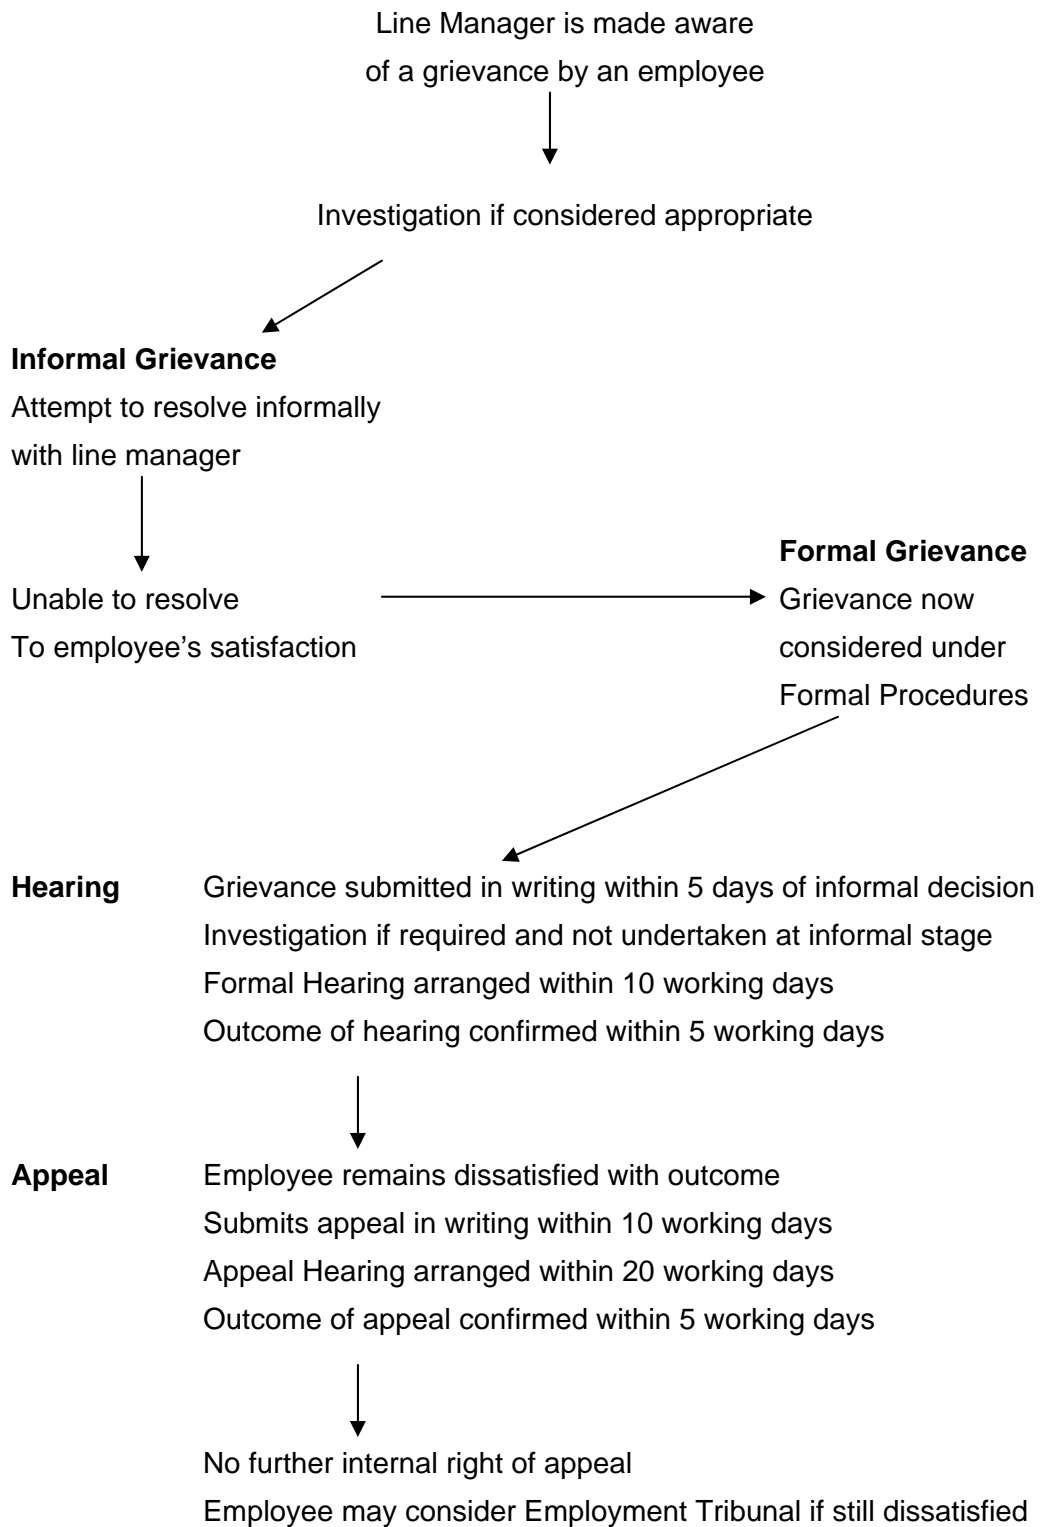 Line Manager is made aware
of a grievance by an employee
Investigation if considered appropriate
Informal Grievance
Attempt to resolve informally
with line manager
Unable to resolve
To employee’s satisfaction
Formal Grievance
Grievance now
considered under
Formal Procedures
Hearing Grievance submitted in writing within 5 days of informal decision
Investigation if required and not undertaken at informal stage
Formal Hearing arranged within 10 working days
Outcome of hearing confirmed within 5 working days
Appeal Employee remains dissatisfied with outcome
Submits appeal in writing within 10 working days
Appeal Hearing arranged within 20 working days
Outcome of appeal confirmed within 5 working days
No further internal right of appeal
Employee may consider Employment Tribunal if still dissatisfied